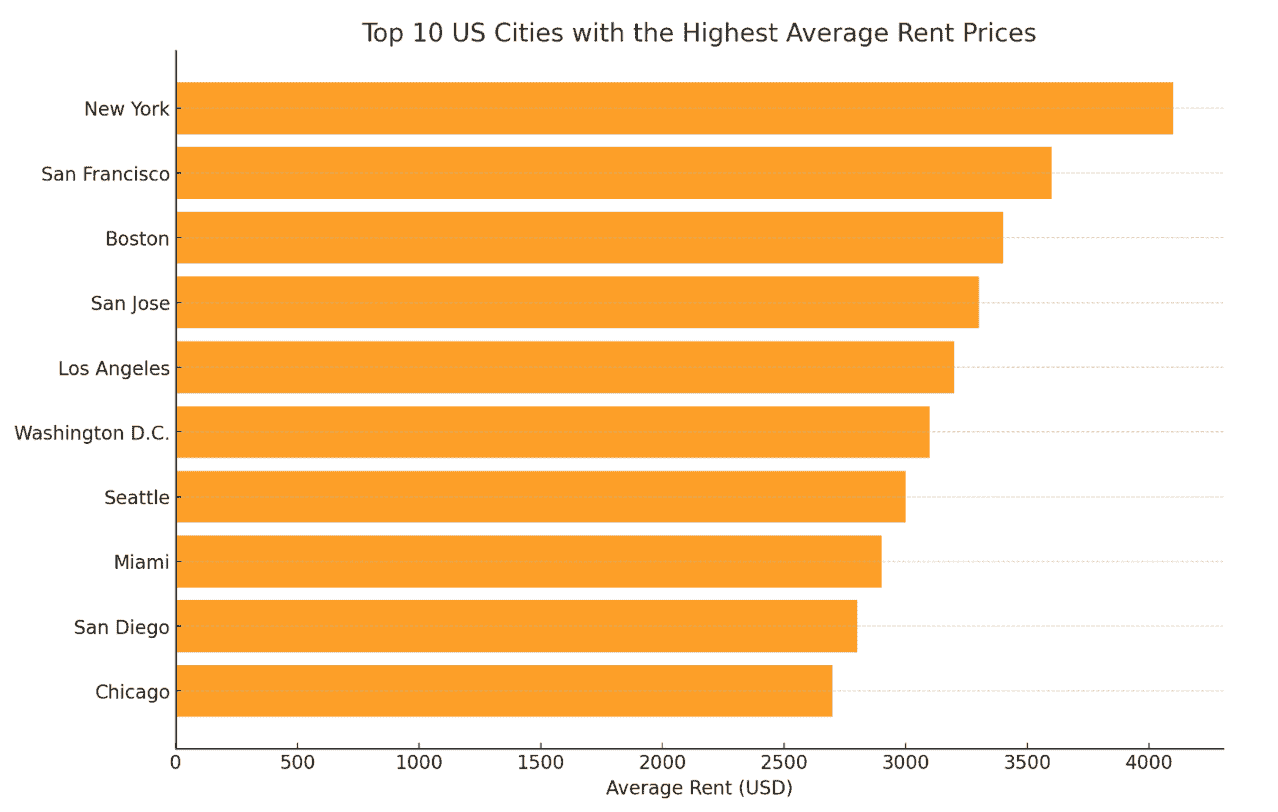 Top 10 US Cities with the Highest Average Rent Prices
New York
San Francisco
Boston
San Jose
Los Angeles
Washington D.C.
Seattle
Miami
San Diego
Chicago
0 500 1000 1500 2000 2500 3000 3500 4000
Average Rent (USD)